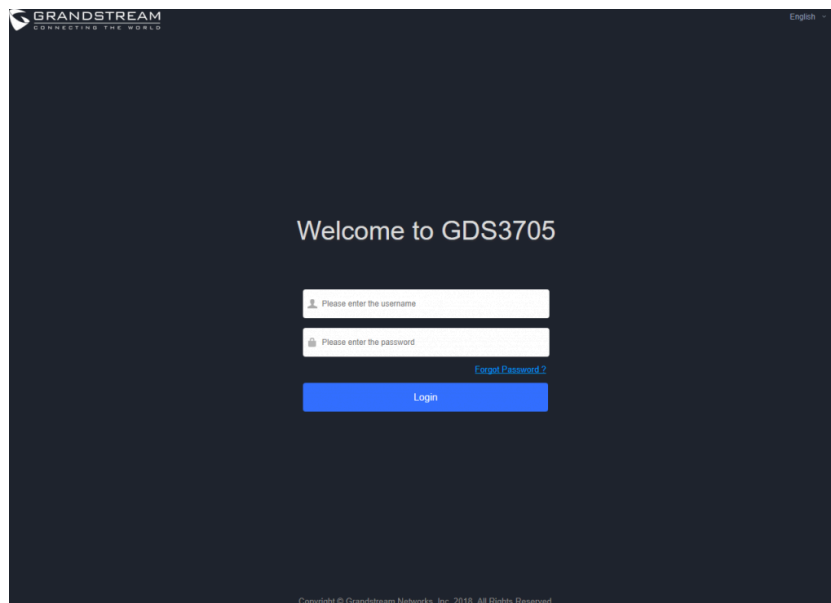 GRANDSTREAM
CONNECTING THE WORLD
English
Welcome to GDS3705
Please enter the username
Please enter the password
Forgot Password ?
Login
Copyright © Grandstream Networks, Inc. 2018. All Rights Reserved.